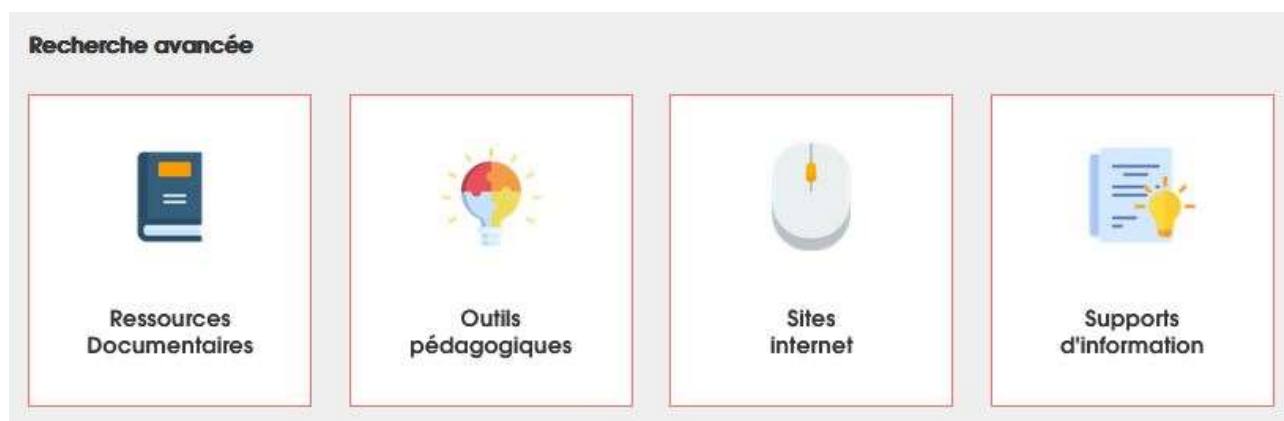 Recherche avancée
Ressources
Documentaires
Outils
pédagogiques
Sites
internet
Supports
d'information